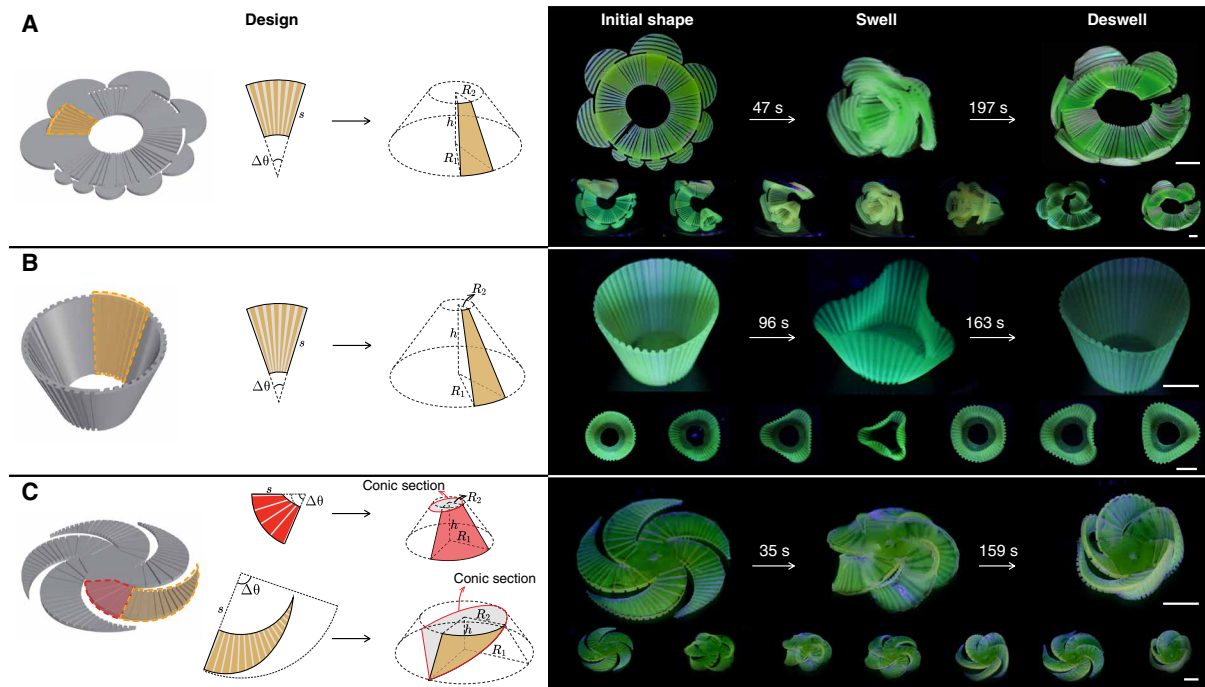 A
Design
Initial shape
Swell
Deswell
s
Δθ
R₂
h
R₁
47 s
197 s
B
s
Δθ
R₂
h
R₁
96 s
163 s
C
s
Δθ
Conic section
R₂
h
R₁
s
Δθ
Conic section
R₂
h
R₁
35 s
159 s